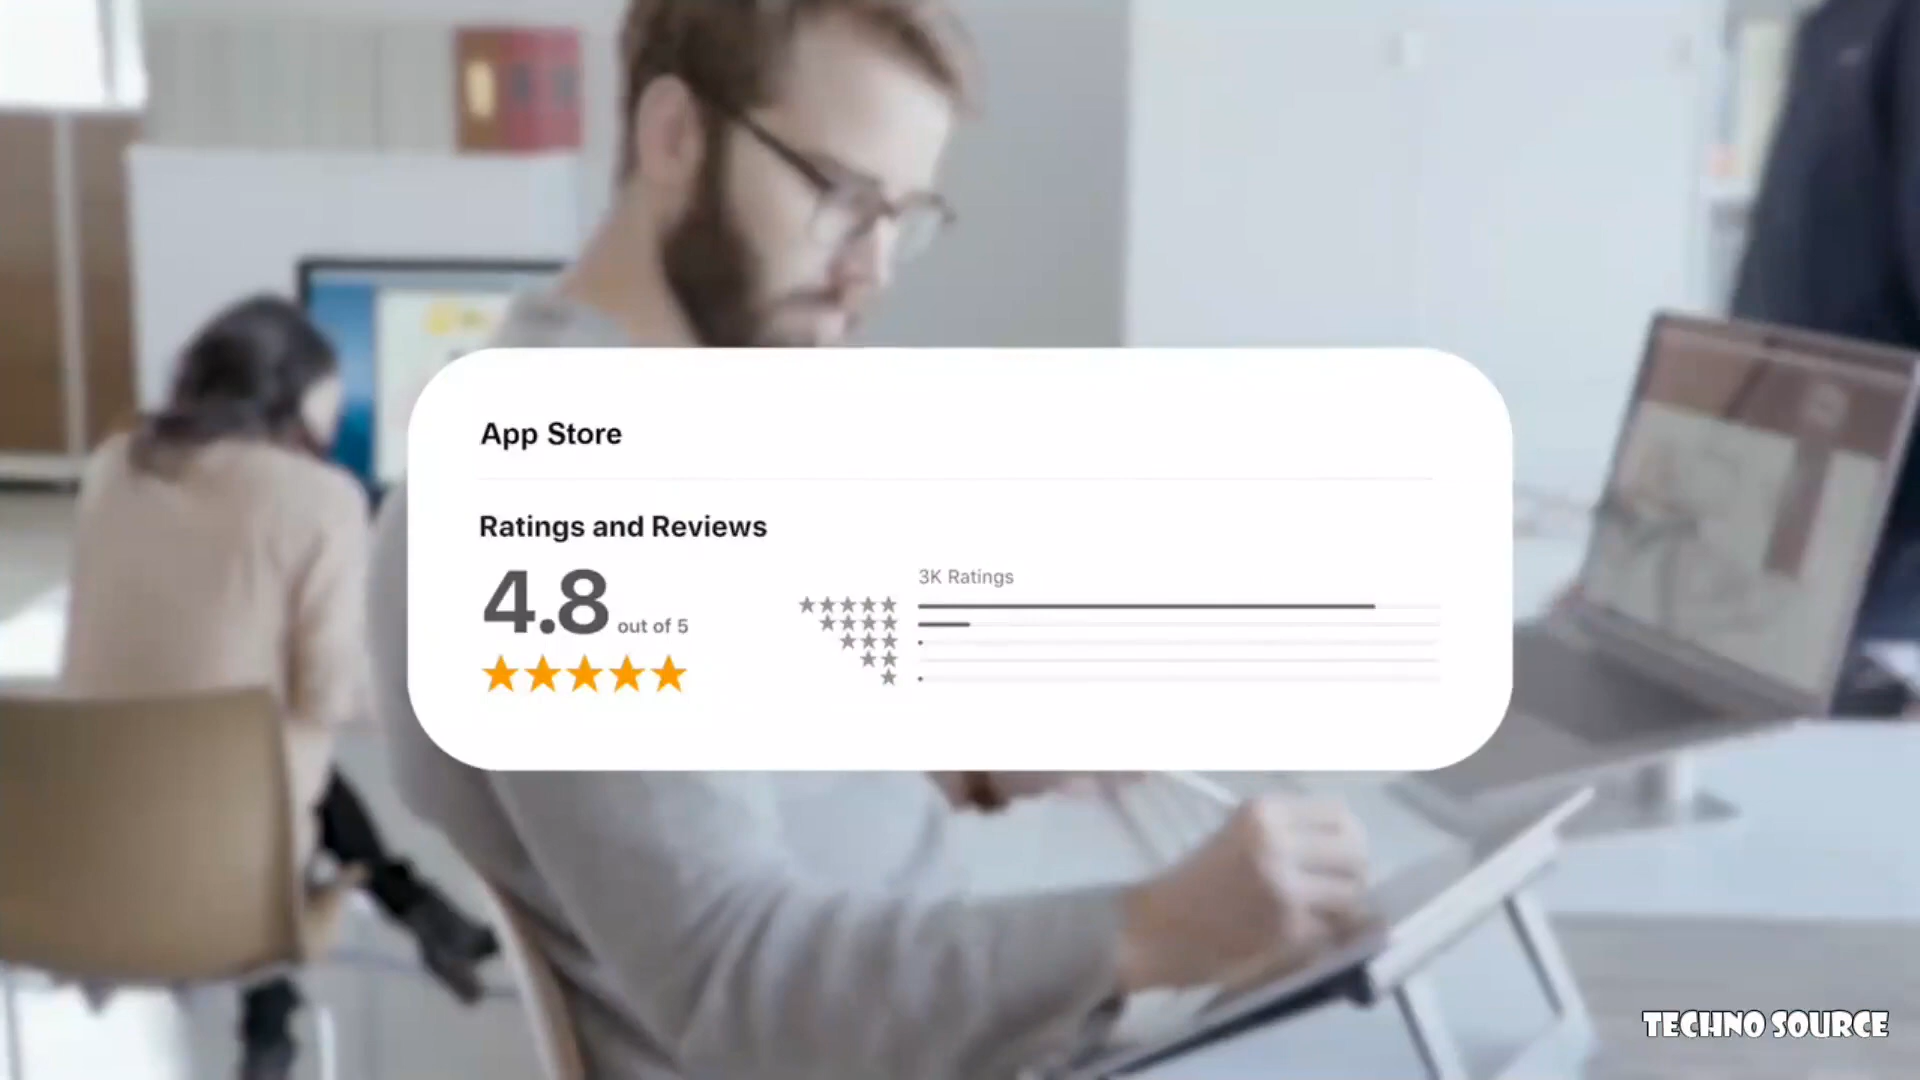 App Store
Ratings and Reviews
4.8 out of 5
3K Ratings
TECHNO SOURCE